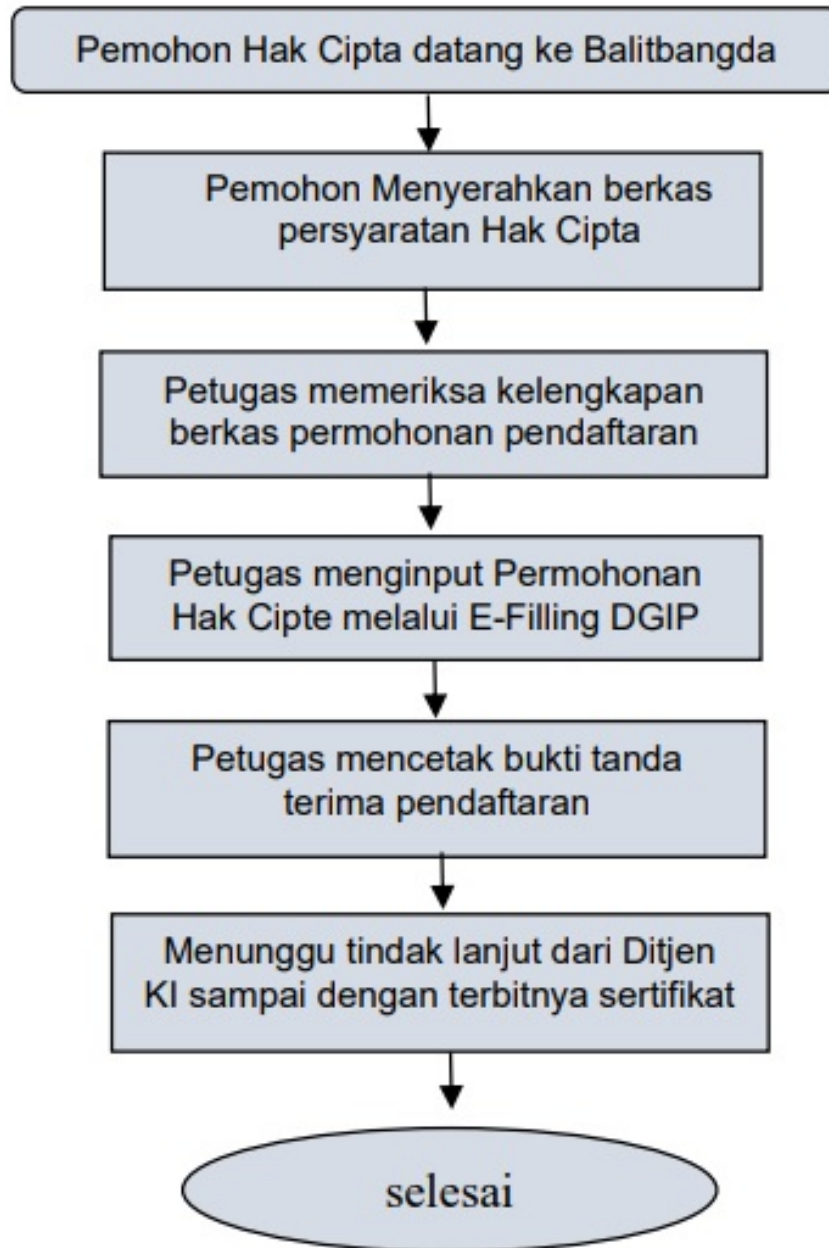 Pemohon Hak Cipta datang ke Balitbangda
Pemohon Menyerahkan berkas
persyaratan Hak Cipta
Petugas memeriksa kelengkapan
berkas permohonan pendaftaran
Petugas menginput Permohonan
Hak Cipte melalui E-Filling DGIP
Petugas mencetak bukti tanda
terima pendaftaran
Menunggu tindak lanjut dari Ditjen
KI sampai dengan terbitnya sertifikat
selesai